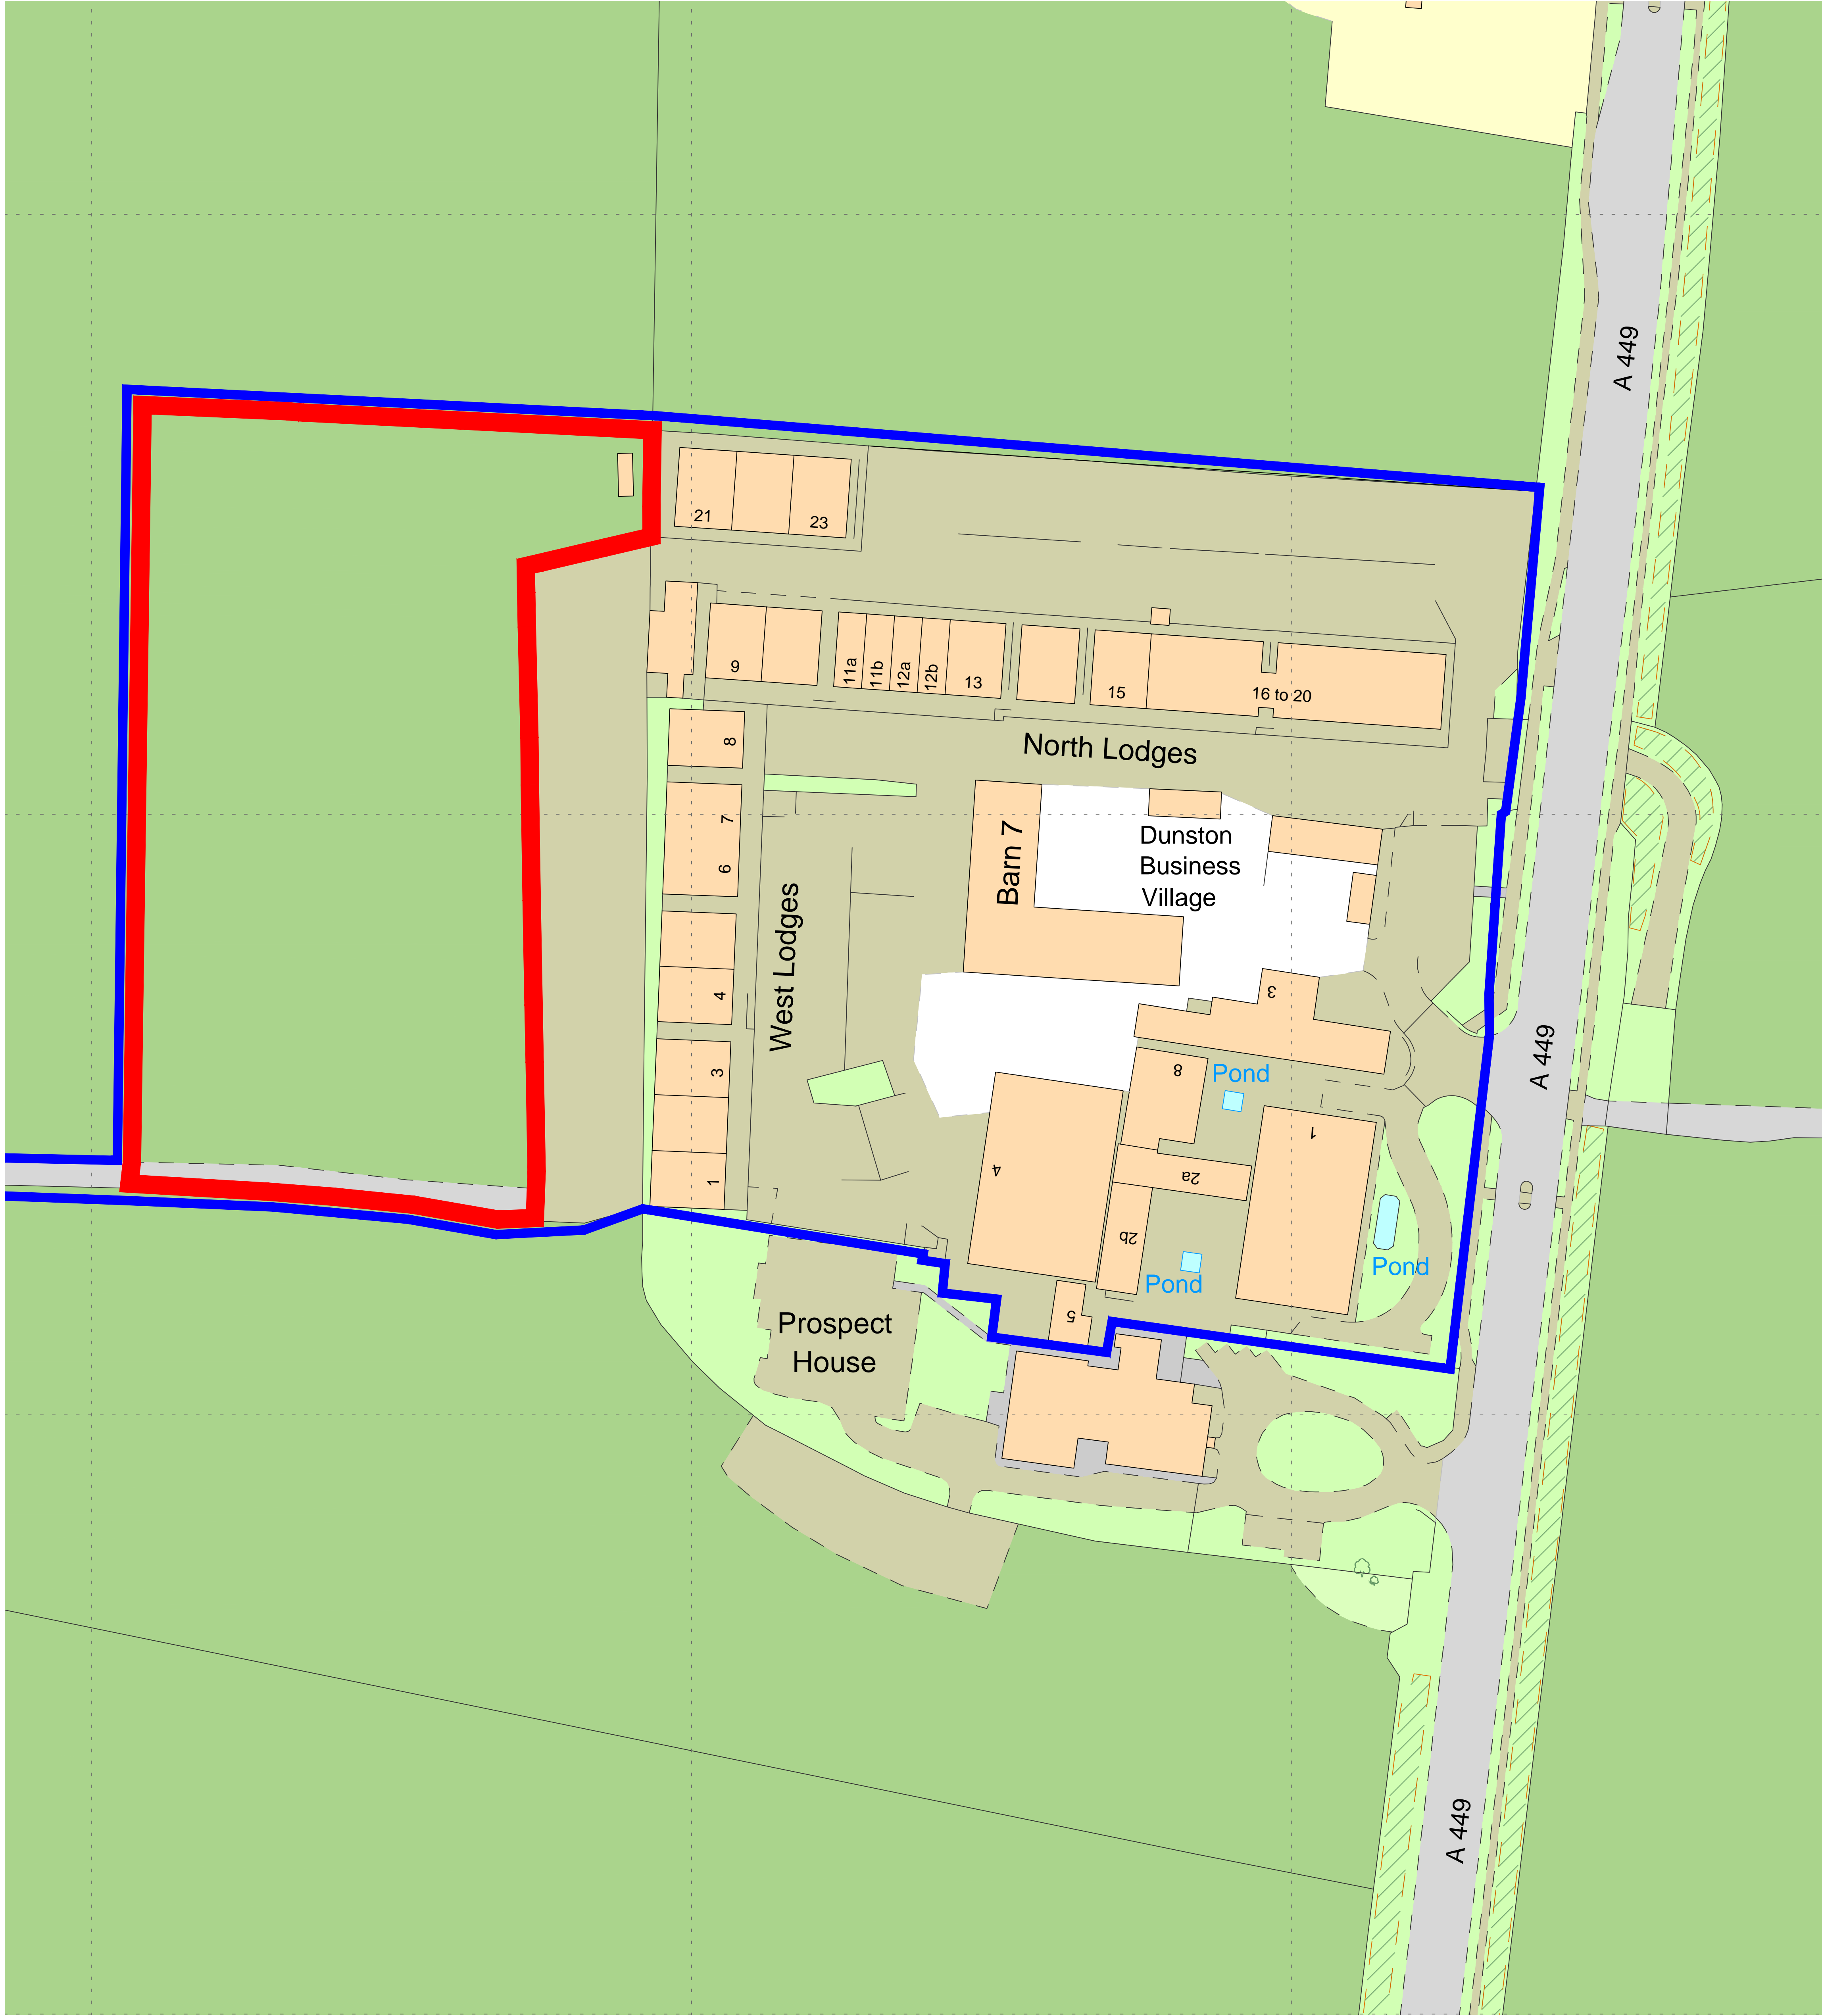 A 449
21
23
9
11a
11b
12a
12b
13
15
16 to 20
North Lodges
8
7
6
4
3
1
West Lodges
Barn 7
Dunston
Business
Village
3
8
Pond
1
4
2a
2b
Pond
Pond
5
A 449
Prospect
House
A 449